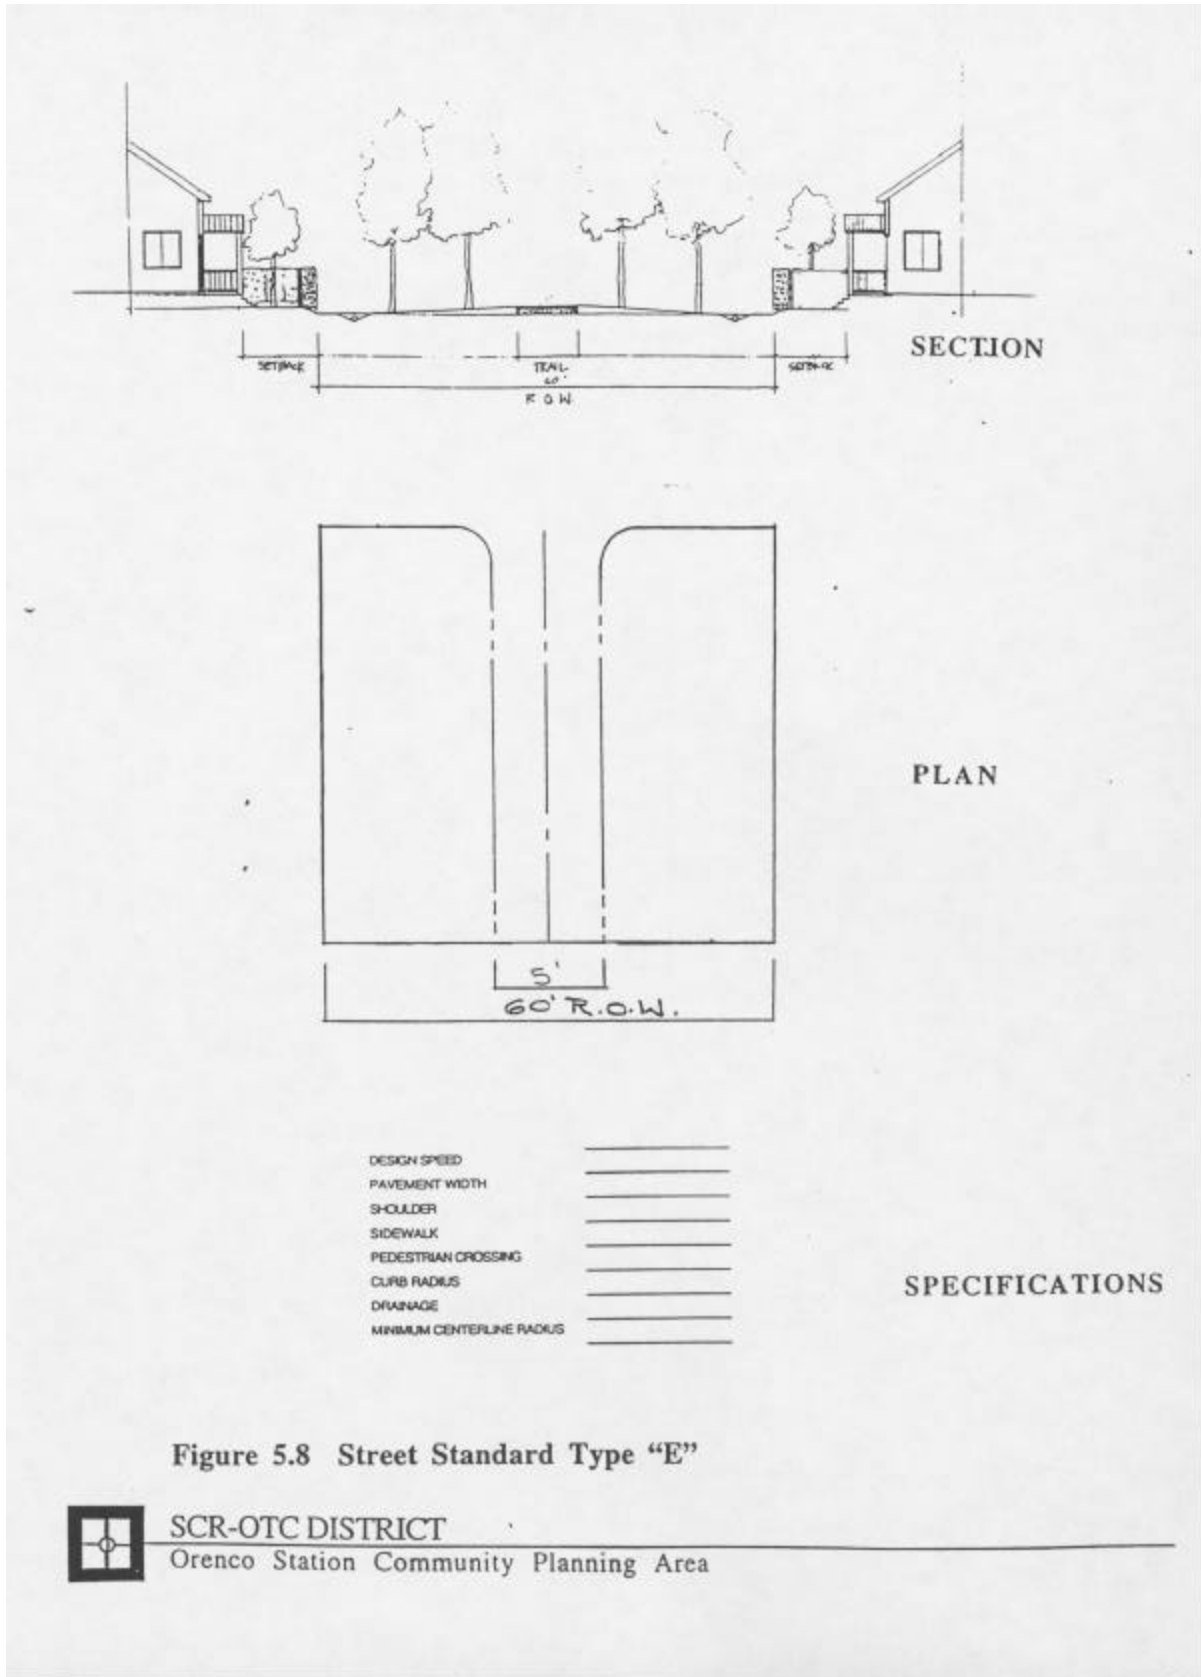 SECTION
SETBACK
TRAIL
SETBACK
60'
R O W
PLAN
5'
60' R.O.W.
DESIGN SPEED
PAVEMENT WIDTH
SHOULDER
SIDEWALK
PEDESTRIAN CROSSING
CURB RADIUS
DRAINAGE
MINIMUM CENTERLINE RADIUS
SPECIFICATIONS
Figure 5.8 Street Standard Type “E”
SCR-OTC DISTRICT
Orenco Station Community Planning Area